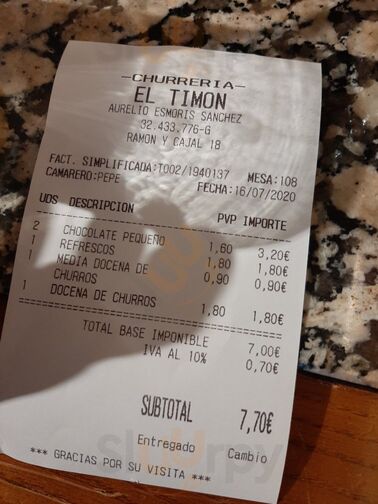 -CHURRERIA-
EL TIMON
AURELIO ESMORIS SANCHEZ
32.433.776-G
RAMON Y CAJAL 18
FACT. SIMPLIFICADA:T002/1940137 MESA:108
CAMARERO:PEPE FECHA:16/07/2020
UDS DESCRIPCION PVP IMPORTE
2 CHOCOLATE PEQUEÑO 1,60 3,20€
1 REFRESCOS 1,80 1,80€
1 MEDIA DOCENA DE CHURROS 0,90 0,90€
1 DOCENA DE CHURROS 1,80 1,80€
TOTAL BASE IMPONIBLE 7,00€
IVA AL 10% 0,70€
SUBTOTAL 7,70€
Entregado Cambio
*** GRACIAS POR SU VISITA ***